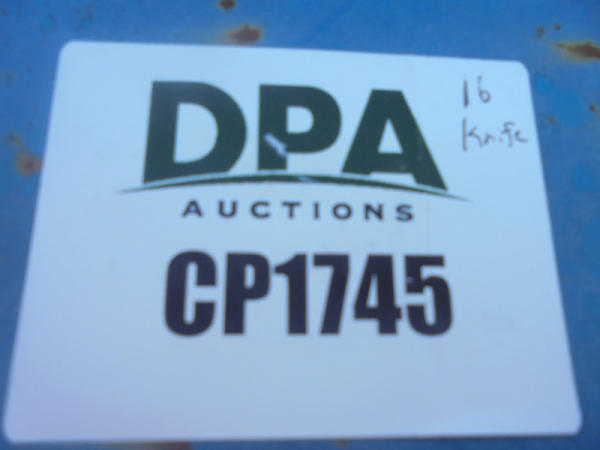 DPA
AUCTIONS
CP1745
16
Knife